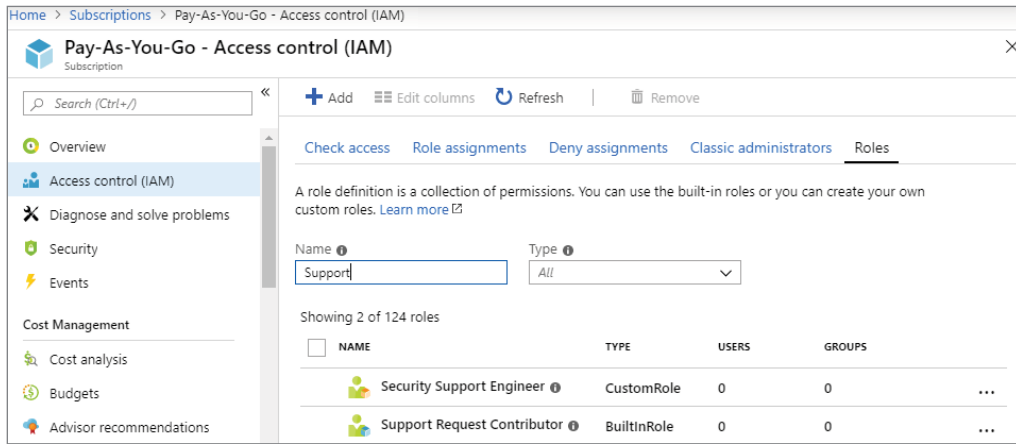 Home > Subscriptions > Pay-As-You-Go - Access control (IAM)
Pay-As-You-Go - Access control (IAM)
Subscription
Search (Ctrl+/)
Overview
Access control (IAM)
Diagnose and solve problems
Security
Events
Cost Management
Cost analysis
Budgets
Advisor recommendations
Add Edit columns Refresh Remove
Check access Role assignments Deny assignments Classic administrators Roles
A role definition is a collection of permissions. You can use the built-in roles or you can create your own
custom roles. Learn more
Name Type
Support All
Showing 2 of 124 roles
NAME TYPE USERS GROUPS
Security Support Engineer CustomRole 0 0 ...
Support Request Contributor BuiltInRole 0 0 ...